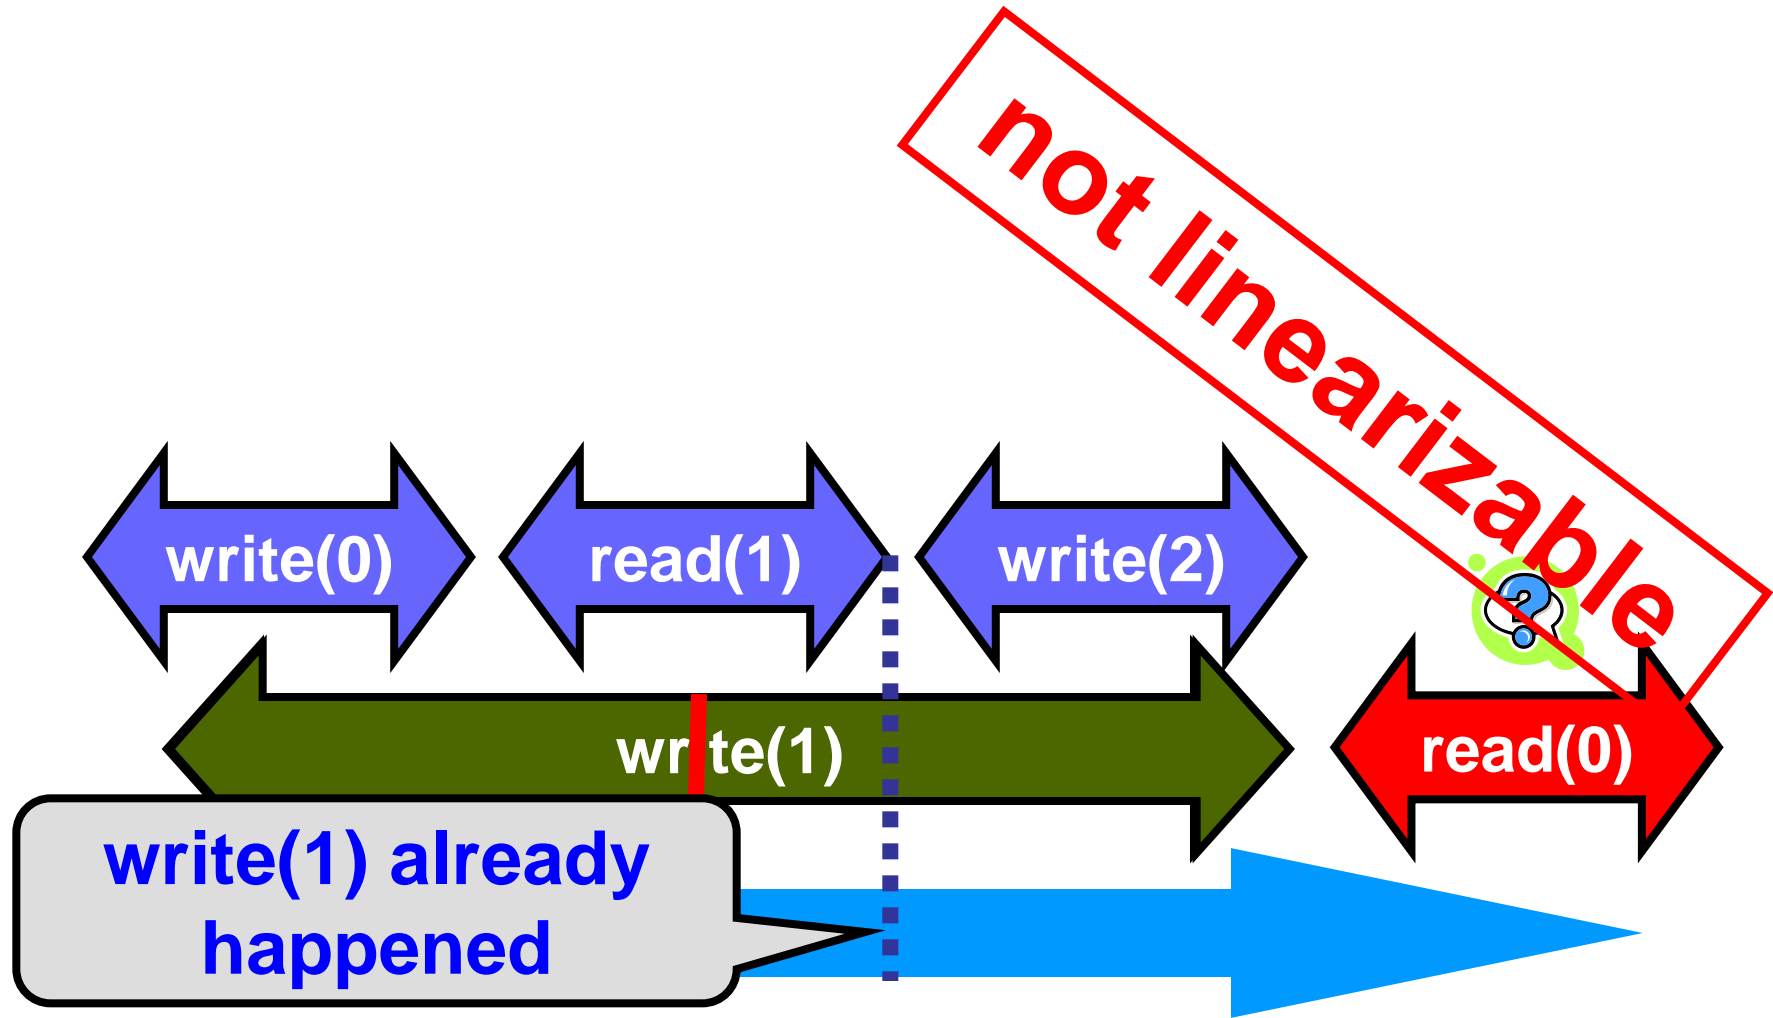 not linearizable
write(0) read(1) write(2)
?
write(1) read(0)
write(1) already
happened